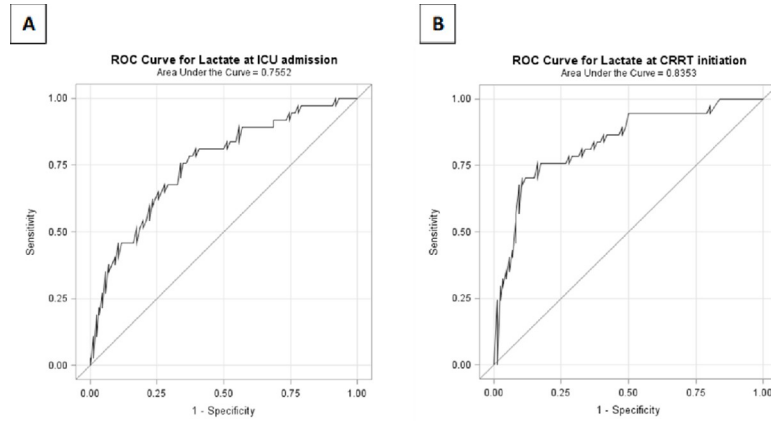 A
ROC Curve for Lactate at ICU admission
Area Under the Curve = 0.7552
1.00
0.75
0.50
0.25
0.00
Sensitivity
0.00 0.25 0.50 0.75 1.00
1 - Specificity
B
ROC Curve for Lactate at CRRT initiation
Area Under the Curve = 0.8353
1.00
0.75
0.50
0.25
0.00
Sensitivity
0.00 0.25 0.50 0.75 1.00
1 - Specificity